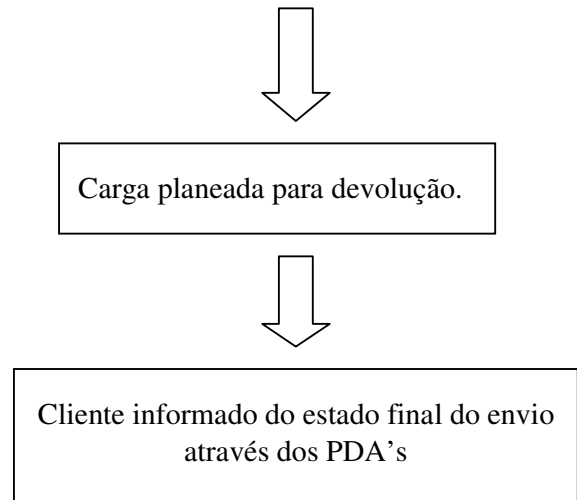 Carga planeada para devolução.
Cliente informado do estado final do envio
através dos PDA's